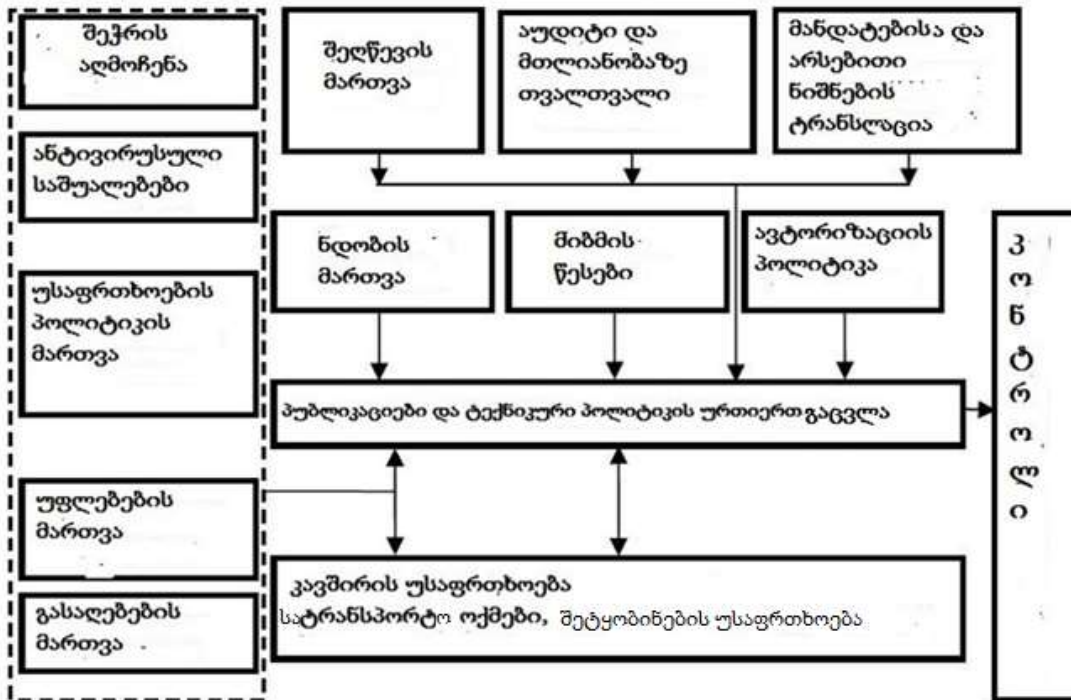 შეჭრის
აღმოჩენა
ანტივირუსული
საშუალებები
უსაფრთხოების
პოლიტიკის
მართვა
უფლებების
მართვა
გასაღებების
მართვა
შეღწევის
მართვა
აუდიტი და
მთლიანობაზე
თვალთვალი
მანდატებისა და
არსებითი
ნიშნების
ტრანსლაცია
ნდობის
მართვა
მიბმის
წესები
ავტორიზაციის
პოლიტიკა
პუბლიკაციები და ტექნიკური პოლიტიკის ურთიერთ გაცვლა
კავშირის უსაფრთხოება
სატრანსპორტო ოქმები, შეტყობინების უსაფრთხოება
კ
ო
ნ
ტ
რ
ო
ლ
ი